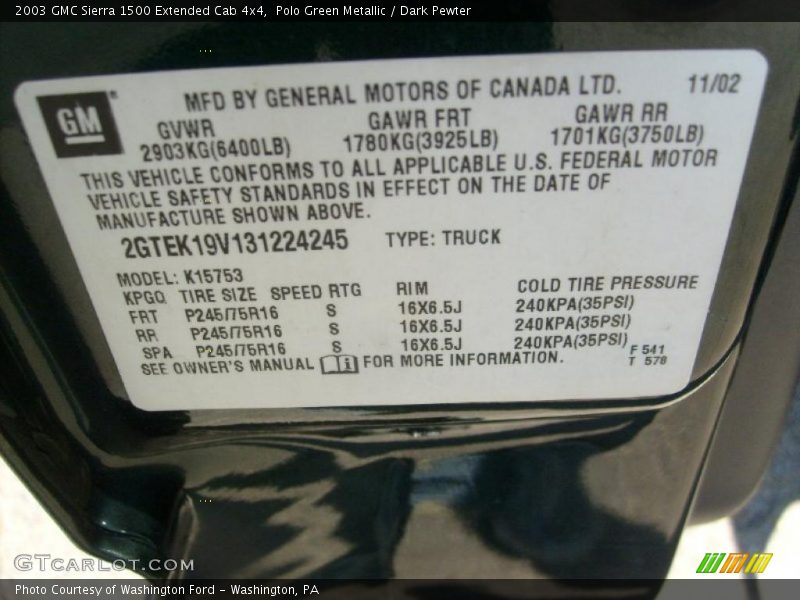 2003 GMC Sierra 1500 Extended Cab 4x4,  Polo Green Metallic / Dark Pewter
GM
MFD BY GENERAL MOTORS OF CANADA LTD. 11/02
GVWR GAWR FRT GAWR RR
2903KG(6400LB) 1780KG(3925LB) 1701KG(3750LB)
THIS VEHICLE CONFORMS TO ALL APPLICABLE U.S. FEDERAL MOTOR
VEHICLE SAFETY STANDARDS IN EFFECT ON THE DATE OF
MANUFACTURE SHOWN ABOVE.
2GTEK19V131224245 TYPE: TRUCK
MODEL: K15753
KPGQ TIRE SIZE SPEED RTG RIM COLD TIRE PRESSURE
FRT P245/75R16 S 16X6.5J 240KPA(35PSI)
RR P245/75R16 S 16X6.5J 240KPA(35PSI)
SPA P245/75R16 S 16X6.5J 240KPA(35PSI)
F 541
T 578
SEE OWNER'S MANUAL FOR MORE INFORMATION.
GTCARLOT.COM
Photo Courtesy of Washington Ford - Washington, PA